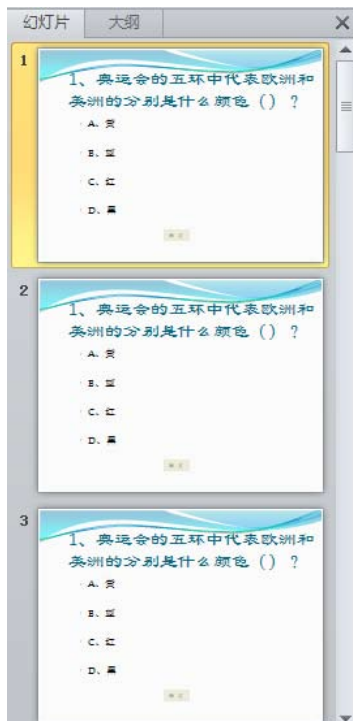 幻灯片 大纲
1
1、奥运会的五环中代表欧洲和
美洲的分别是什么颜色（）？
A、黄
B、蓝
C、红
D、黑
2
1、奥运会的五环中代表欧洲和
美洲的分别是什么颜色（）？
A、黄
B、蓝
C、红
D、黑
3
1、奥运会的五环中代表欧洲和
美洲的分别是什么颜色（）？
A、黄
B、蓝
C、红
D、黑